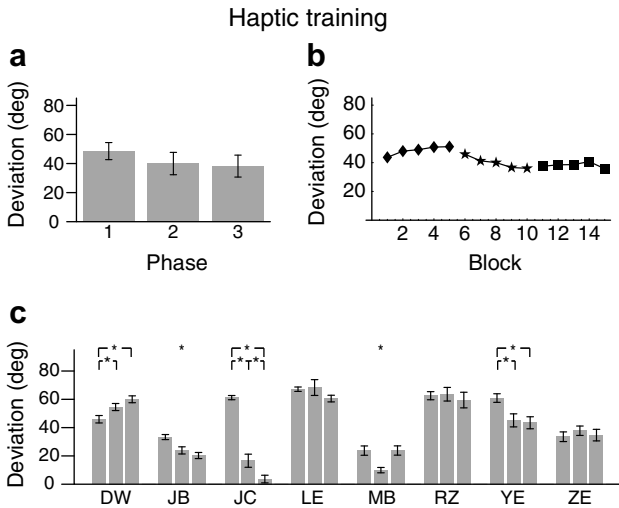 Haptic training
a
Deviation (deg)
80
60
40
20
0
1 2 3
Phase
b
Deviation (deg)
80
60
40
20
2 4 6 8 10 12 14
Block
c
Deviation (deg)
80
60
40
20
0
* * * *
* * * *
DW JB JC LE MB RZ YE ZE